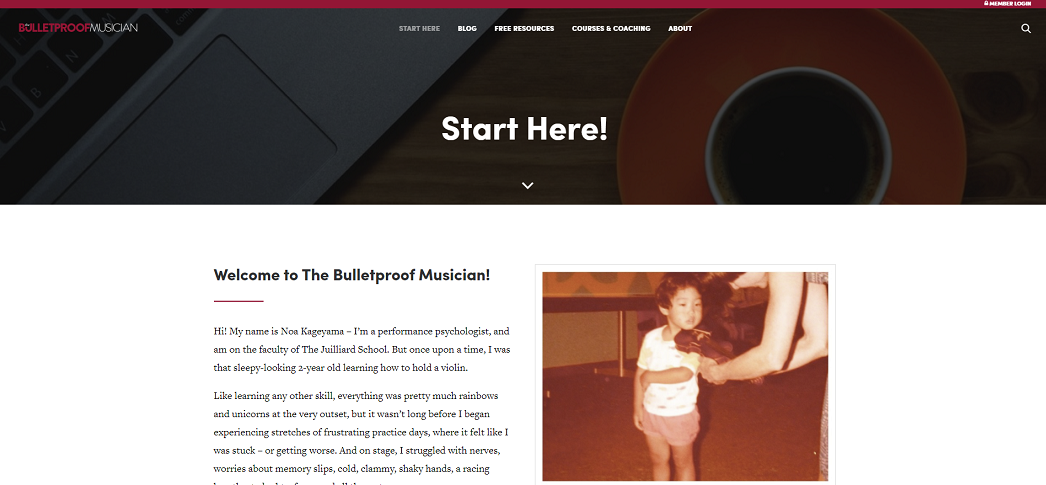 MEMBER LOGIN
BULLETPROOFMUSICIAN
START HERE
BLOG
FREE RESOURCES
COURSES & COACHING
ABOUT
Start Here!
Welcome to The Bulletproof Musician!
Hi! My name is Noa Kageyama – I’m a performance psychologist, and
am on the faculty of The Juilliard School. But once upon a time, I was
that sleepy-looking 2-year old learning how to hold a violin.
Like learning any other skill, everything was pretty much rainbows
and unicorns at the very outset, but it wasn’t long before I began
experiencing stretches of frustrating practice days, where it felt like I
was stuck – or getting worse. And on stage, I struggled with nerves,
worries about memory slips, cold, clammy, shaky hands, a racing